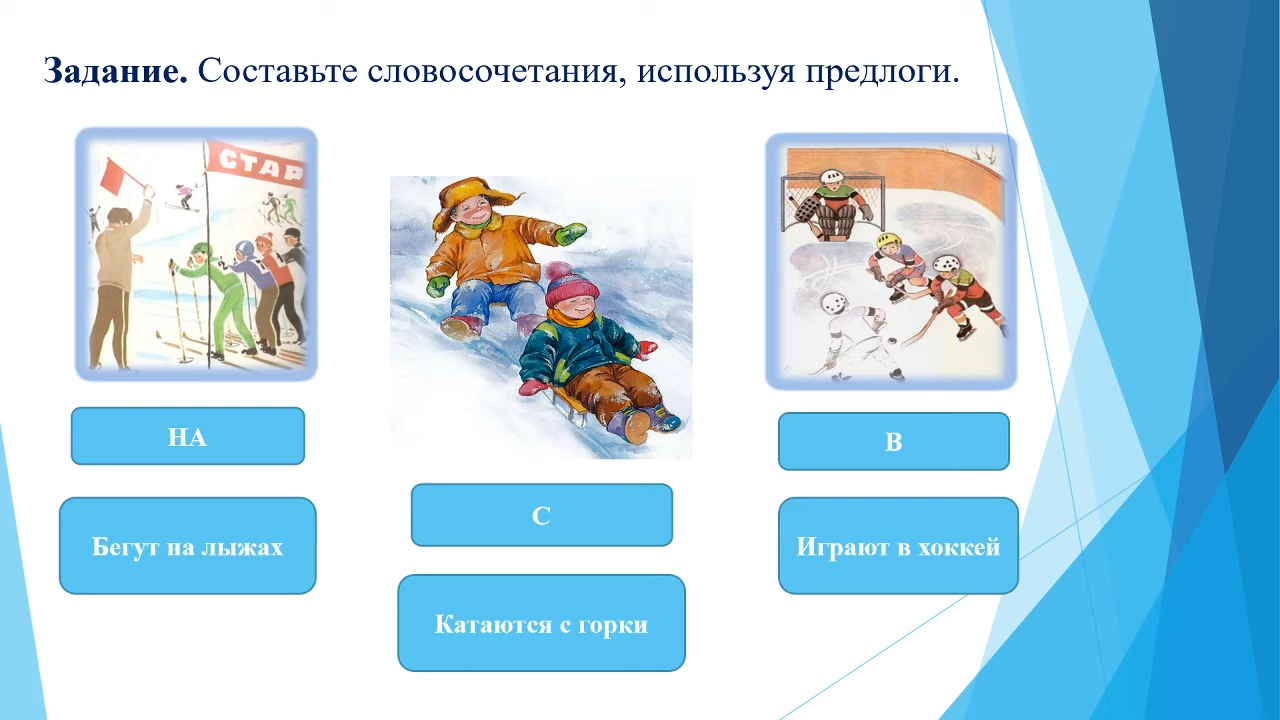 Задание. Составьте словосочетания, используя предлоги.
СТАР
НА
Бегут на лыжах
С
Катаются с горки
В
Играют в хоккей